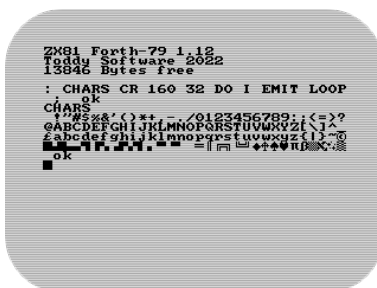 ZX81 Forth-79 1.12
Toddy Software 2022
13846 Bytes free
: CHARS CR 160 32 DO I EMIT LOOP
 ;  ok
CHARS
 !"#$%&'()*+,-./0123456789:;<=>?
@ABCDEFGHIJKLMNOPQRSTUVWXYZ[\]^_
£abcdefghijklmnopqrstuvwxyz{|}~©
 ok